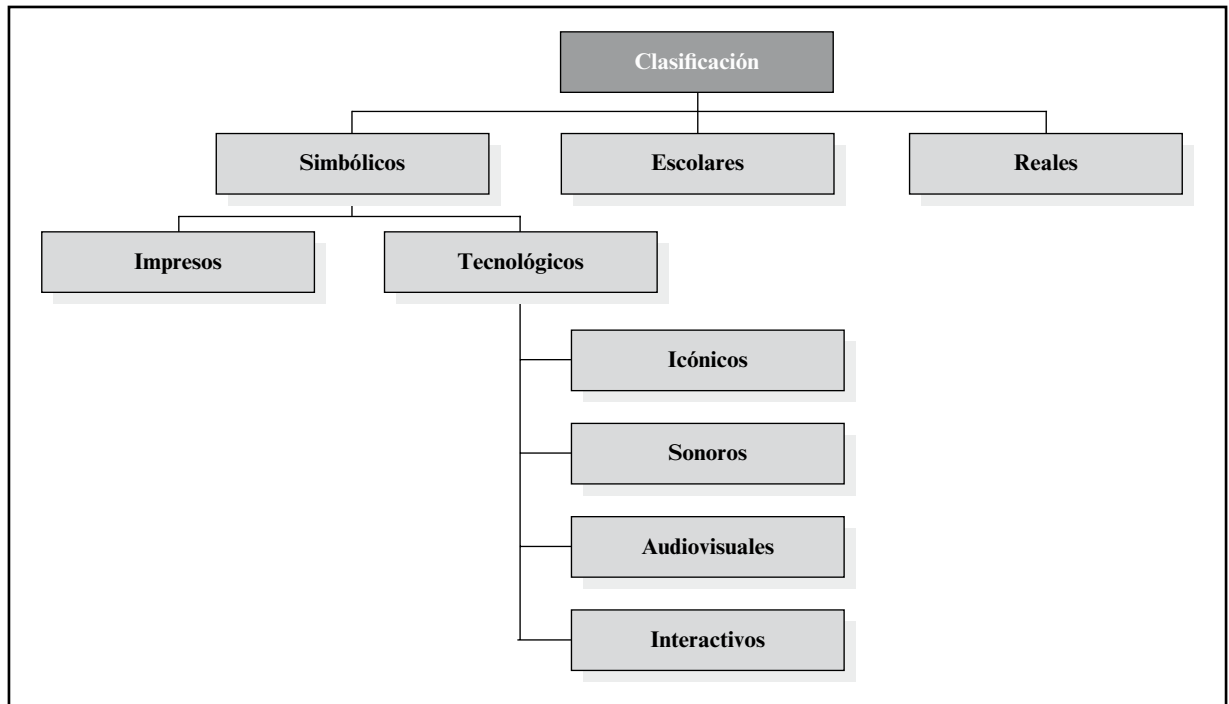 Clasificación
Simbólicos
Escolares
Reales
Impresos
Tecnológicos
Icónicos
Sonoros
Audiovisuales
Interactivos